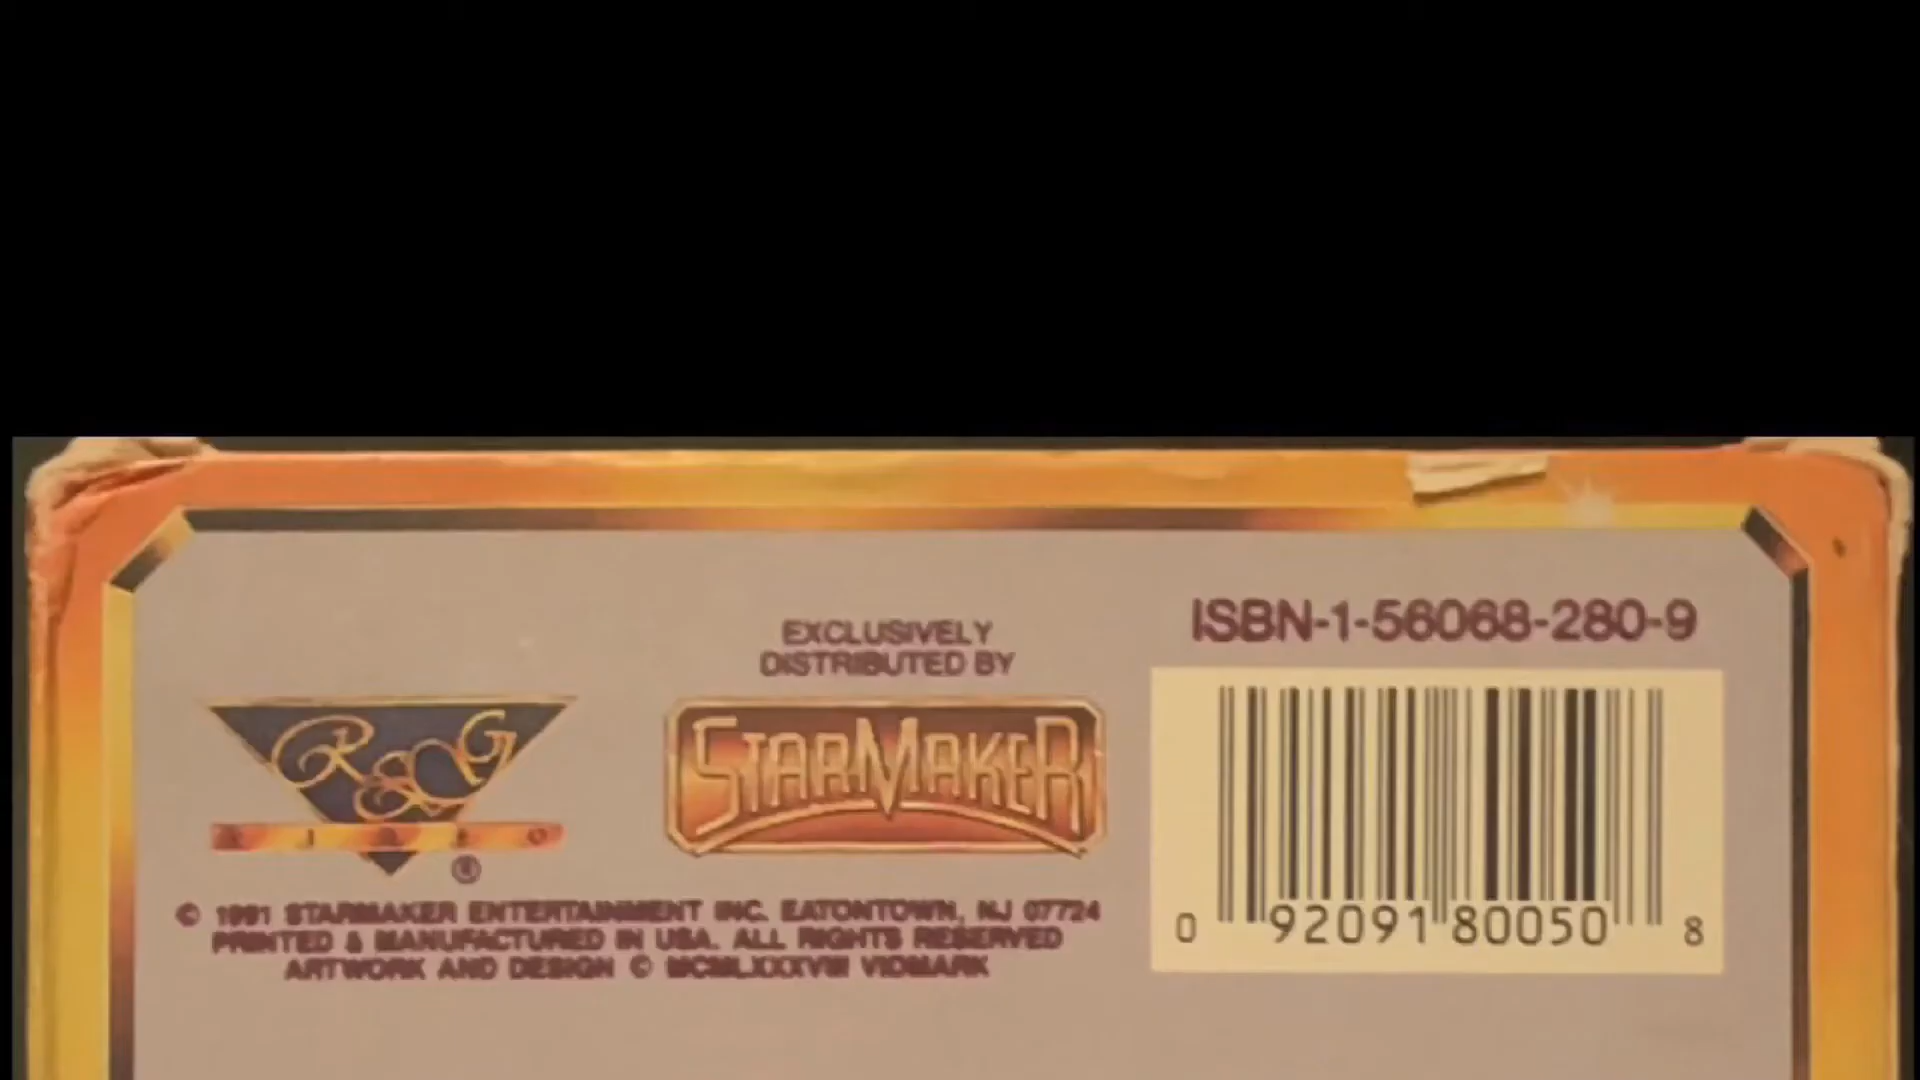 EXCLUSIVELY
DISTRIBUTED BY
ISBN-1-56068-280-9
R&G
VIDEO
®
STARMAKER
© 1991 STARMAKER ENTERTAINMENT INC. EATONTOWN, NJ 07724
PRINTED & MANUFACTURED IN USA. ALL RIGHTS RESERVED
ARTWORK AND DESIGN © MCMLXXXVIII VIDMARK
0 92091 80050 8